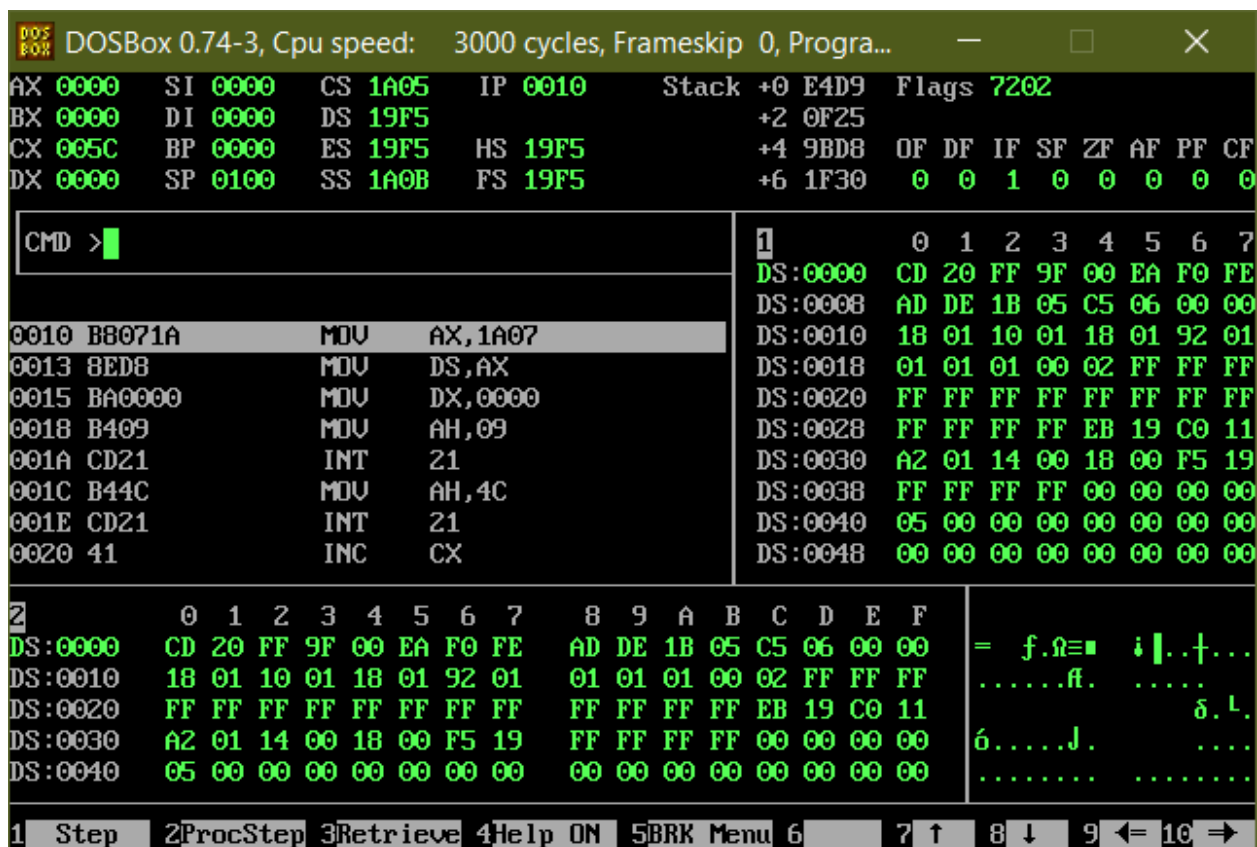 DOSBox 0.74-3, Cpu speed: 3000 cycles, Frameskip 0, Progra...
AX 0000 SI 0000 CS 1A05 IP 0010 Stack +0 E4D9 Flags 7202
BX 0000 DI 0000 DS 19F5 +2 0F25
CX 005C BP 0000 ES 19F5 HS 19F5 +4 9BD8 OF DF IF SF ZF AF PF CF
DX 0000 SP 0100 SS 1A0B FS 19F5 +6 1F30 0 0 1 0 0 0 0 0
CMD >
1 0 1 2 3 4 5 6 7
DS:0000 CD 20 FF 9F 00 EA F0 FE
DS:0008 AD DE 1B 05 C5 06 00 00
DS:0010 18 01 10 01 18 01 92 01
DS:0018 01 01 01 00 02 FF FF FF
DS:0020 FF FF FF FF FF FF FF FF
DS:0028 FF FF FF FF EB 19 C0 11
DS:0030 A2 01 14 00 18 00 F5 19
DS:0038 FF FF FF FF 00 00 00 00
DS:0040 05 00 00 00 00 00 00 00
DS:0048 00 00 00 00 00 00 00 00
0010 B8071A MOV AX,1A07
0013 8ED8 MOV DS,AX
0015 BA0000 MOV DX,0000
0018 B409 MOV AH,09
001A CD21 INT 21
001C B44C MOV AH,4C
001E CD21 INT 21
0020 41 INC CX
2 0 1 2 3 4 5 6 7 8 9 A B C D E F
DS:0000 CD 20 FF 9F 00 EA F0 FE AD DE 1B 05 C5 06 00 00 = ƒ.Ω≡■ ¡▐..┼...
DS:0010 18 01 10 01 18 01 92 01 01 01 01 00 02 FF FF FF ......Æ. .....
DS:0020 FF FF FF FF FF FF FF FF FF FF FF FF EB 19 C0 11 δ.└.
DS:0030 A2 01 14 00 18 00 F5 19 FF FF FF FF 00 00 00 00 ó.....⌡. ....
DS:0040 05 00 00 00 00 00 00 00 00 00 00 00 00 00 00 00 ........ ........
1 Step 2ProcStep 3Retrieve 4Help ON 5BRK Menu 6 7 ↑ 8 ↓ 9 ⇐ 10 ⇒